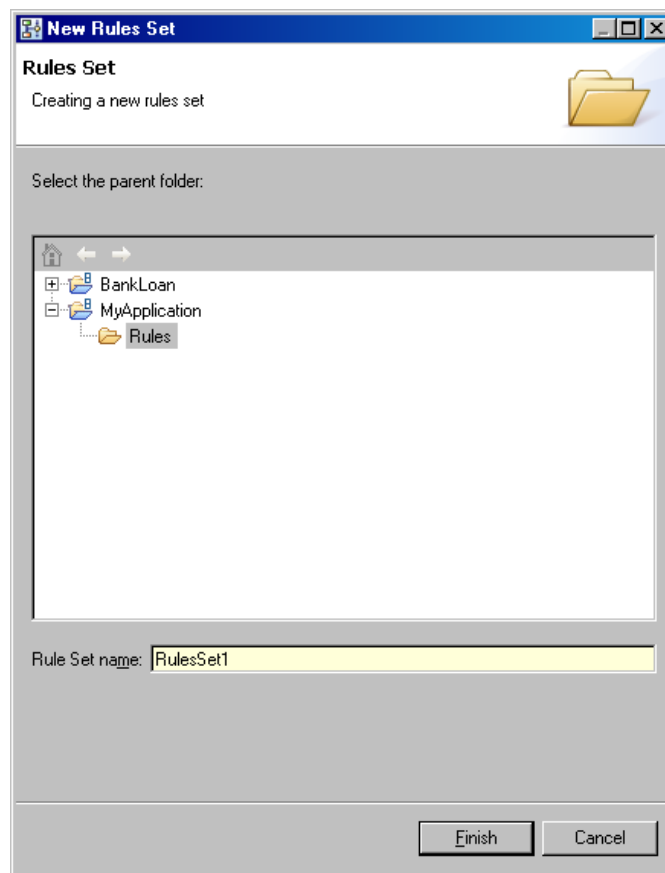 New Rules Set
Rules Set
Creating a new rules set
Select the parent folder:
BankLoan
MyApplication
Rules
Rule Set name: RulesSet1
Finish Cancel